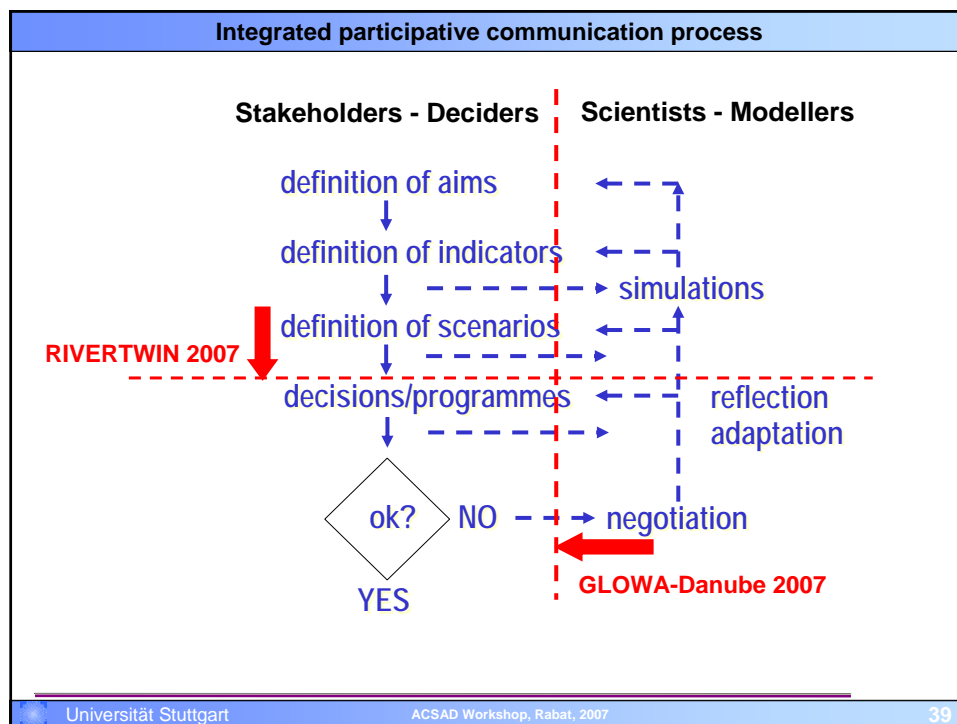 Integrated participative communication process
Stakeholders - Deciders
Scientists - Modellers
definition of aims
definition of indicators
simulations
definition of scenarios
RIVERTWIN 2007
decisions/programmes
reflection
adaptation
ok?
NO
negotiation
GLOWA-Danube 2007
YES
Universität Stuttgart
ACSAD Workshop, Rabat, 2007
39